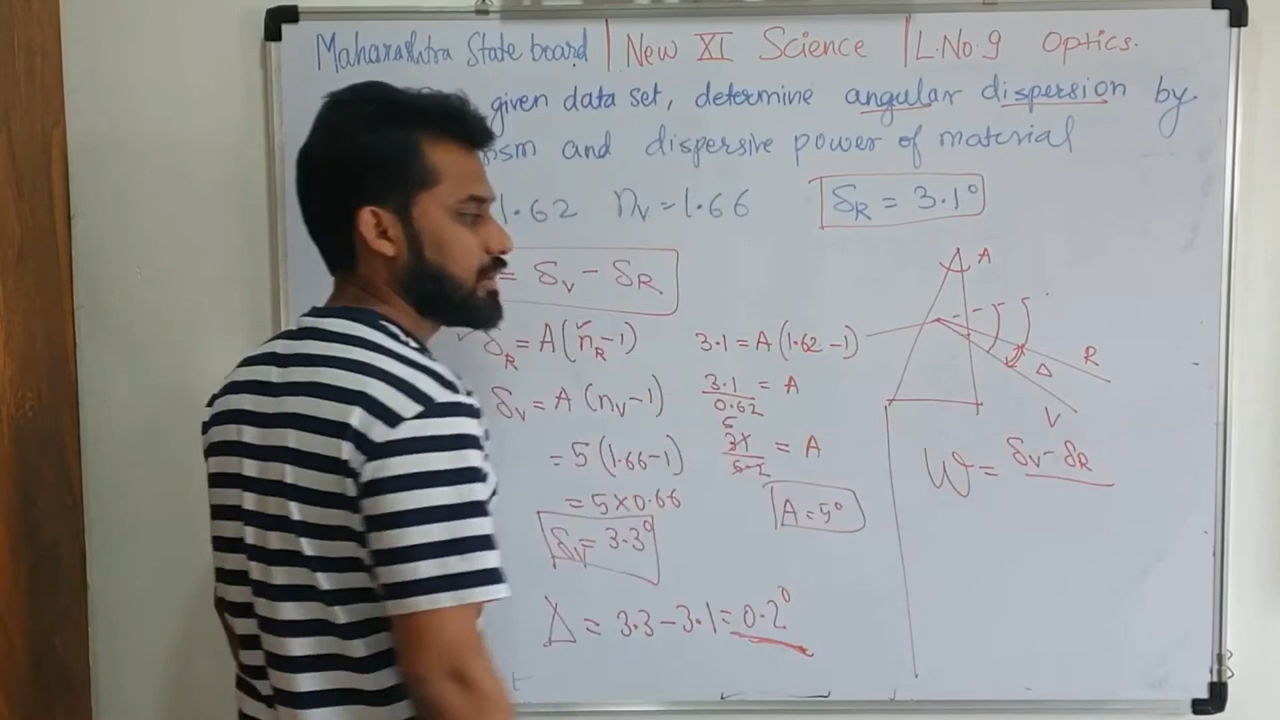 Maharashtra State board | New XI Science | L.No.9 Optics.
given data set, determine angular dispersion by
and dispersive power of material
1.62 nV = 1.66 δR = 3.1°
= δV - δR
δR = A(nR-1)
δV = A (nV-1)
= 5 (1.66-1)
= 5×0.66
δV = 3.3°
Δ = 3.3 - 3.1 = 0.2°
3.1 = A(1.62-1)
3.1/0.62 = A
= A
A = 5°
A
R
Δ
V
W = δV - δR